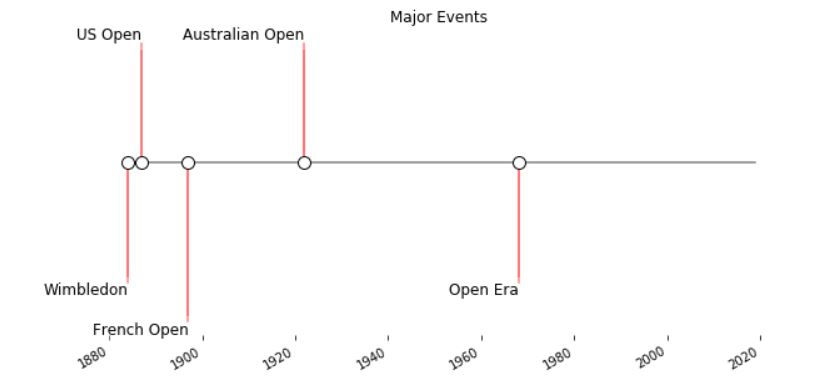 Major Events
US Open
Australian Open
Wimbledon
Open Era
French Open
1880
1900
1920
1940
1960
1980
2000
2020